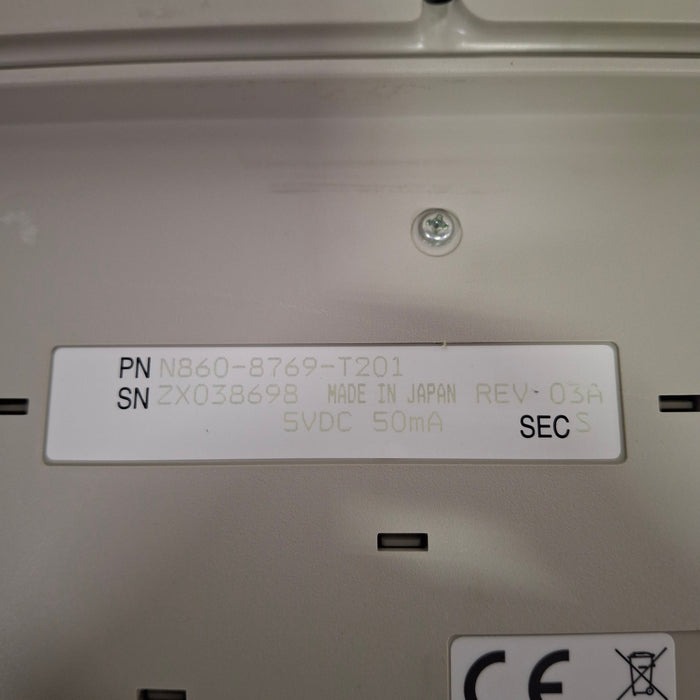 PN N860-8769-T201
SN ZX038698 MADE IN JAPAN REV· 03A
5VDC 50mA SEC S
CE